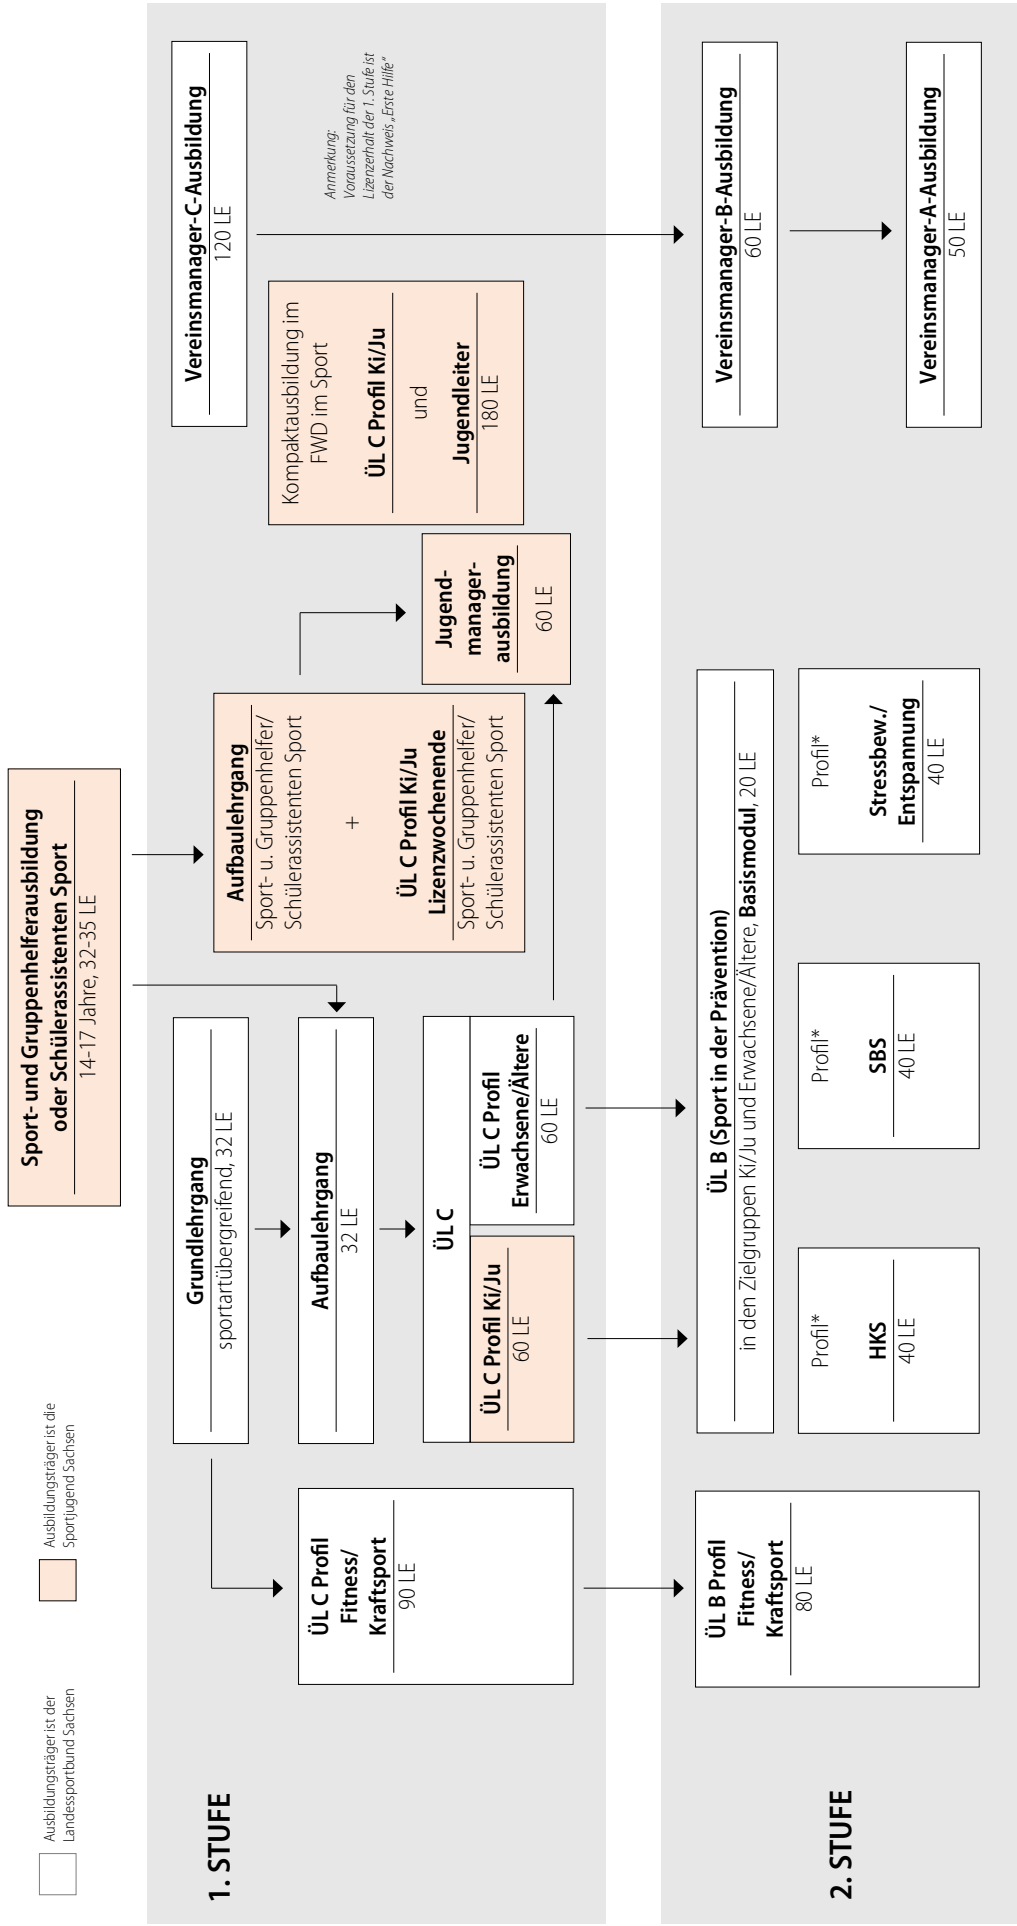 Ausbildungsträger ist der
Landessportbund Sachsen
Ausbildungsträger ist die
Sportjugend Sachsen
Sport- und Gruppenhelferausbildung
oder Schülerassistenten Sport
14-17 Jahre, 32-35 LE
1. STUFE
Grundlehrgang
sportartübergreifend, 32 LE
Aufbaulehrgang
32 LE
ÜL C Profil
Fitness/
Kraftsport
90 LE
ÜL C
ÜL C Profil Ki/Ju
60 LE
ÜL C Profil
Erwachsene/Ältere
60 LE
Aufbaulehrgang
Sport- u. Gruppenhelfer/
Schülerassistenten Sport
+
ÜL C Profil Ki/Ju
Lizenzwochenende
Sport- u. Gruppenhelfer/
Schülerassistenten Sport
Jugend-
manager-
ausbildung
60 LE
Kompaktausbildung im
FWD im Sport
ÜL C Profil Ki/Ju
und
Jugendleiter
180 LE
Vereinsmanager-C-Ausbildung
120 LE
Anmerkung:
Voraussetzung für den
Lizenzerhalt der 1. Stufe ist
der Nachweis „Erste Hilfe“
2. STUFE
ÜL B Profil
Fitness/
Kraftsport
80 LE
ÜL B (Sport in der Prävention)
in den Zielgruppen Ki/Ju und Erwachsene/Ältere, Basismodul, 20 LE
Profil*
HKS
40 LE
Profil*
SBS
40 LE
Profil*
Stressbew./
Entspannung
40 LE
Vereinsmanager-B-Ausbildung
60 LE
Vereinsmanager-A-Ausbildung
50 LE